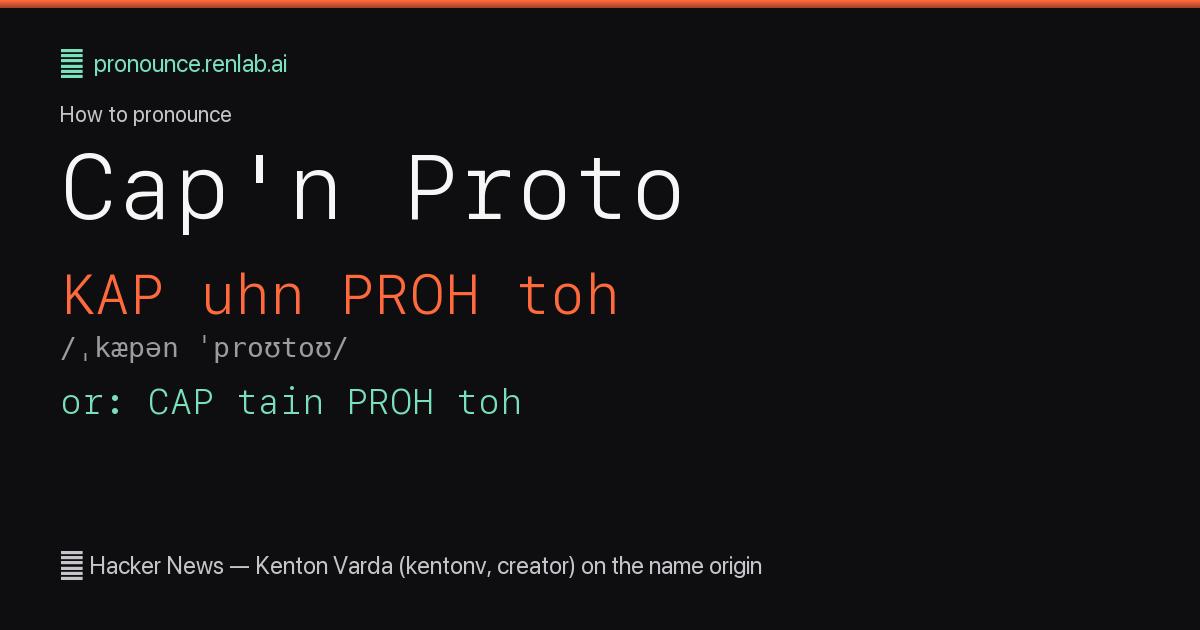 pronounce.renlab.ai
How to pronounce
Cap'n Proto
KAP uhn PROH toh
/ˌkæpən ˈproʊtoʊ/
or: CAP tain PROH toh
Hacker News — Kenton Varda (kentonv, creator) on the name origin